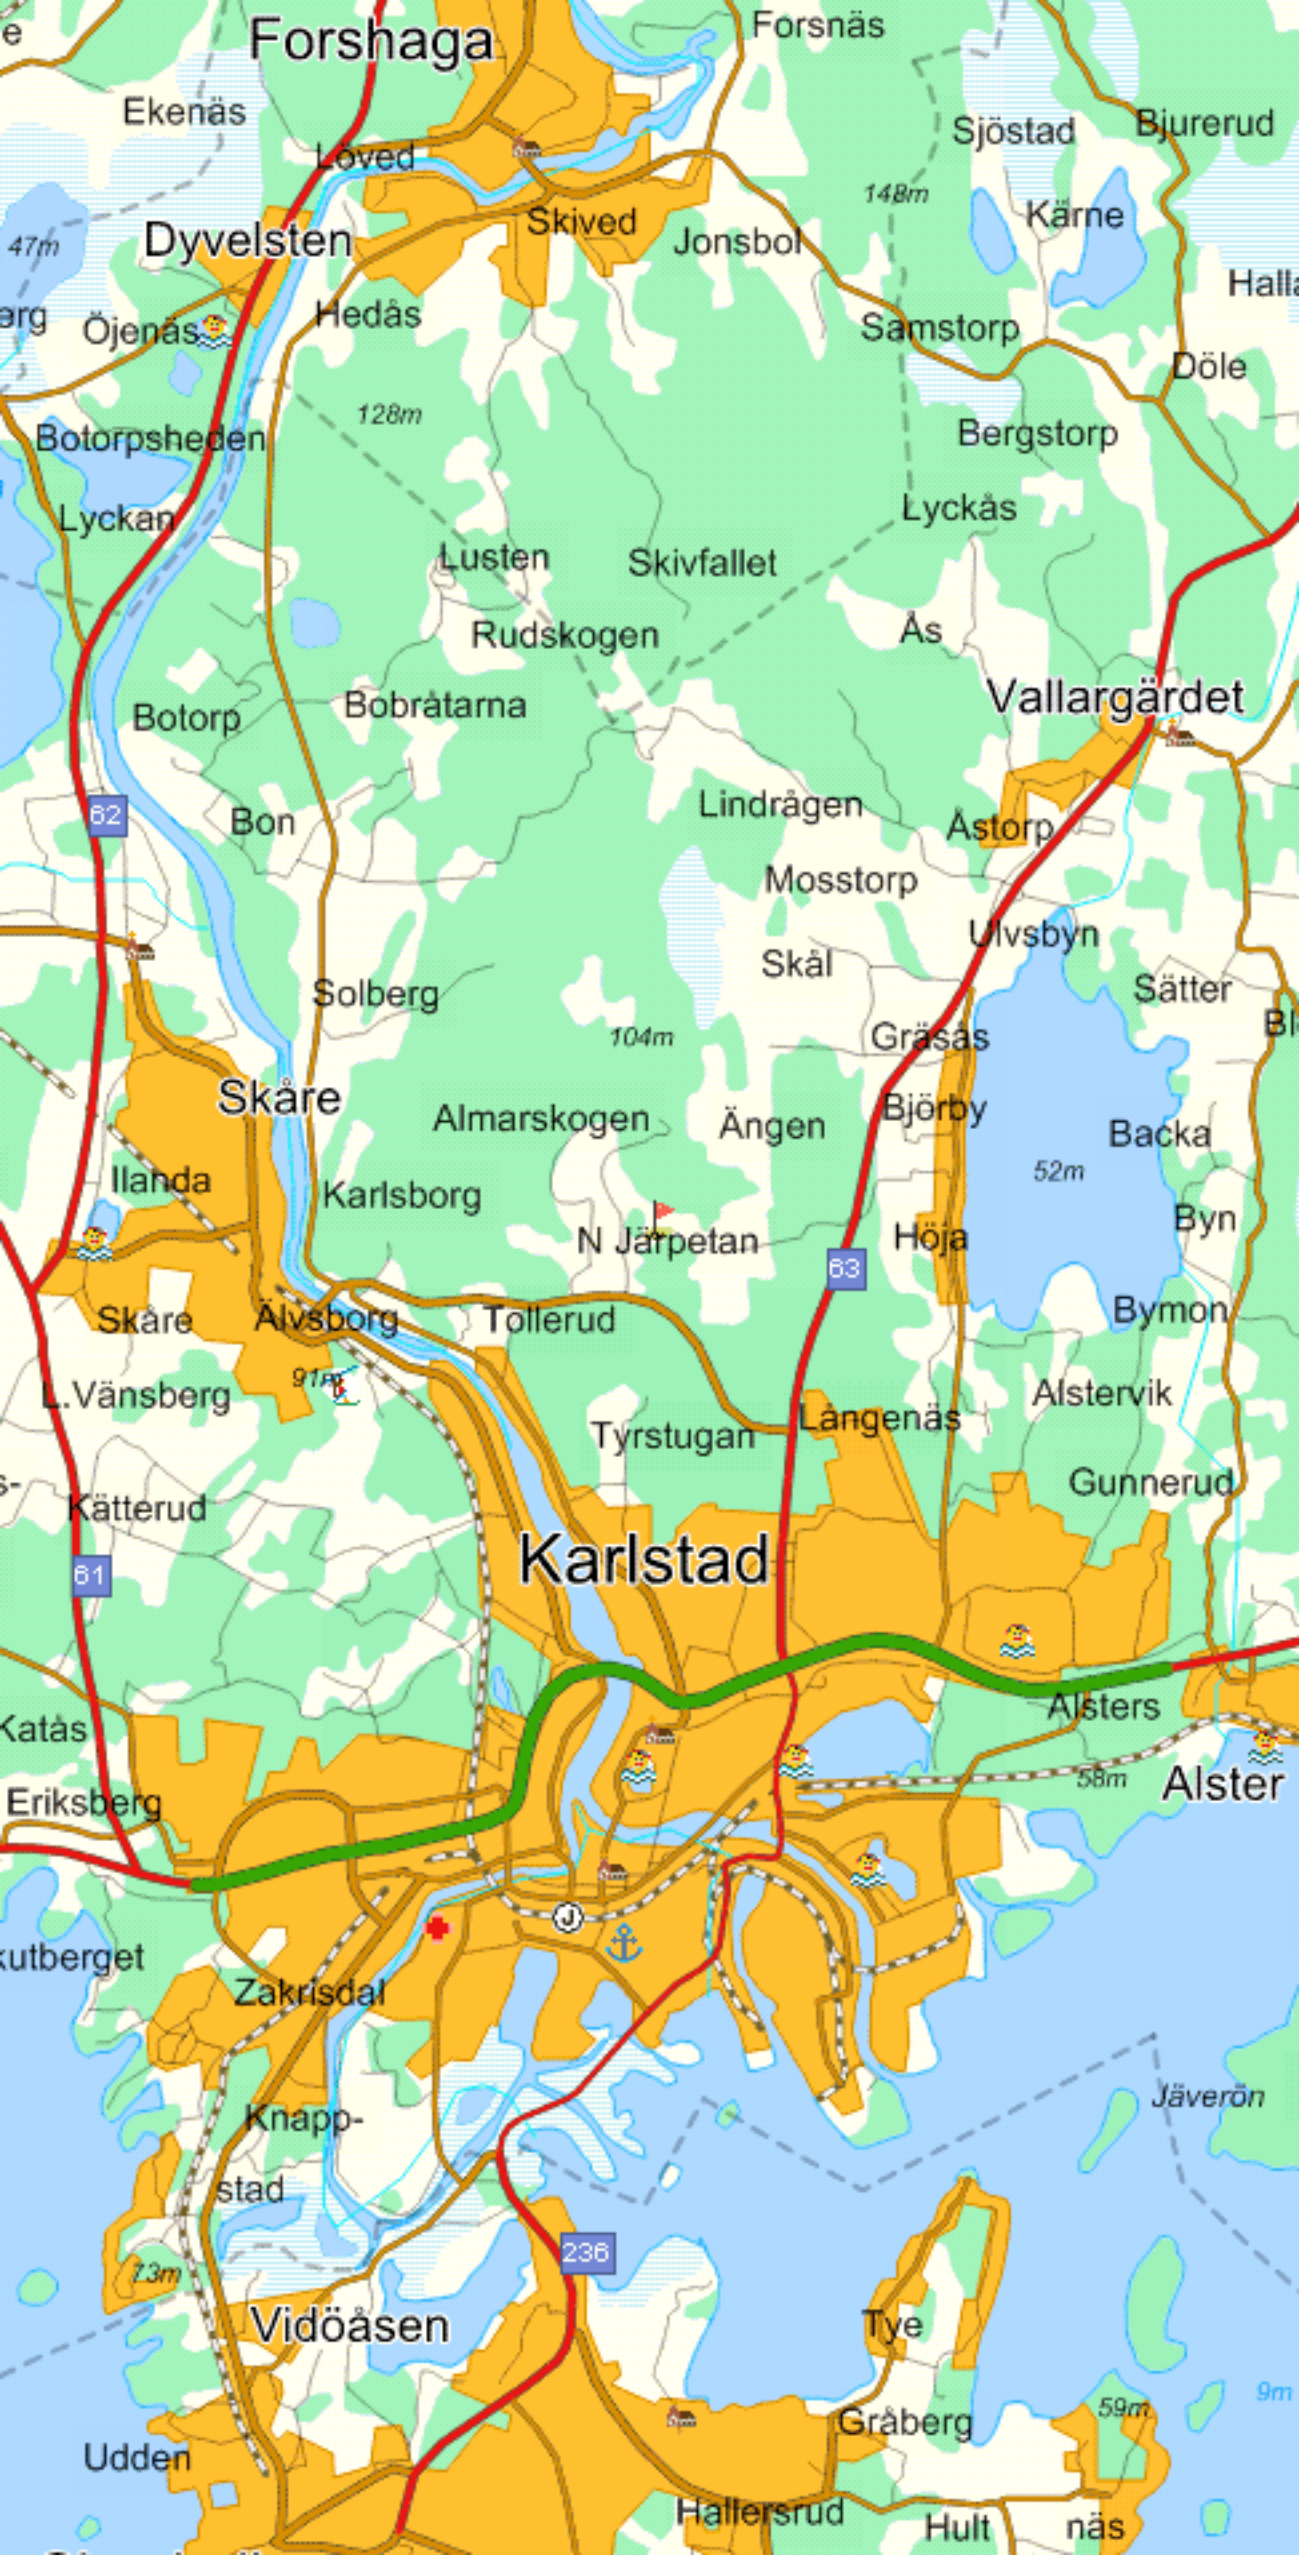 Forshaga
Forsnäs
e
Ekenäs
Bjurerud
Sjöstad
Löved
148m
Kärne
Skived
Dyvelsten
47m
Jonsbol
Halla
Hedås
Öjenäs
Samstorp
Döle
128m
Botorpsheden
Bergstorp
Lyckås
Lyckan
Lusten
Skivfallet
Ås
Rudskogen
Vallargärdet
Bobråtarna
Botorp
Lindrågen
62
Bon
Åstorp
Mosstorp
Ulvsbyn
Skål
Sätter
Solberg
Bl
104m
Gräsås
Skåre
Björby
Almarskogen
Ängen
Backa
52m
Ilanda
Karlsborg
Byn
N Järpetan
Höja
63
Bymon
Skåre
Älvsborg
Tollerud
91m
L.Vänsberg
Alstervik
Långenäs
Tyrstugan
s-
Gunnerud
Kätterud
Karlstad
61
Alsters
Katås
58m
Alster
Eriksberg
J
kutberget
Zakrisdal
Jäverön
Knapp-
stad
236
73m
Tye
Vidöåsen
9m
59m
Gråberg
Udden
Hallersrud
Hult
näs